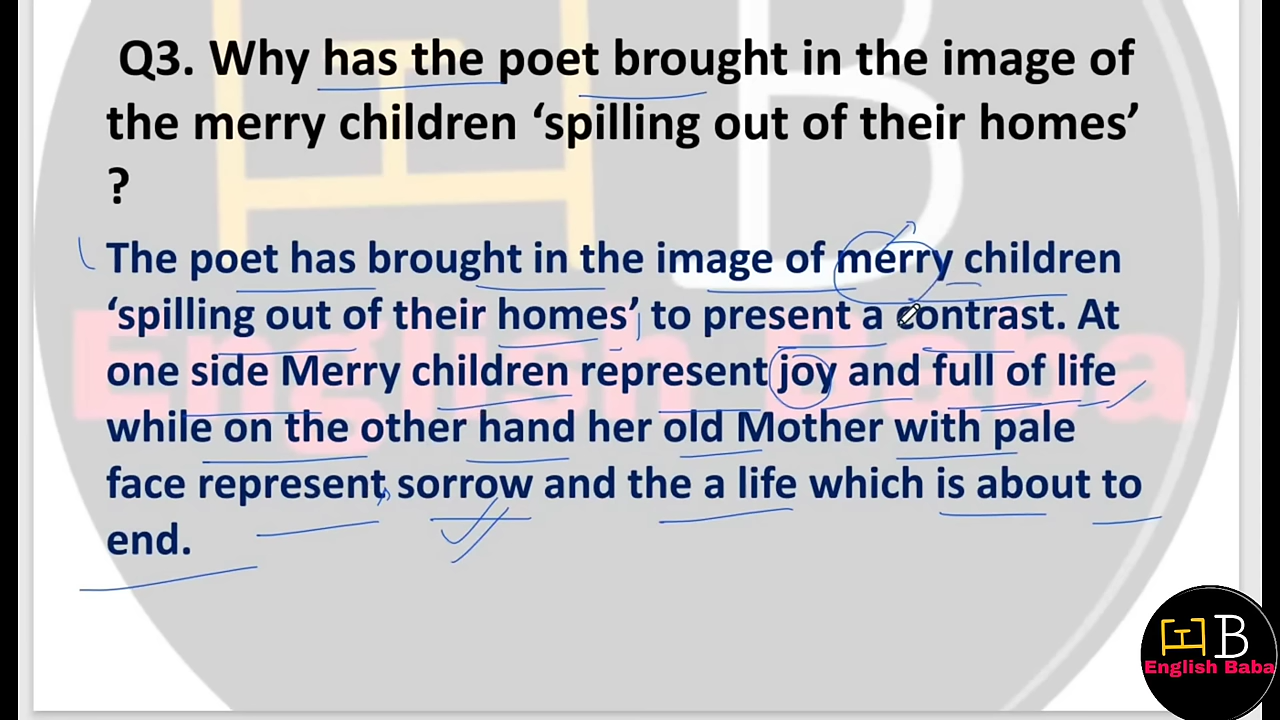 Q3. Why has the poet brought in the image of
the merry children ‘spilling out of their homes’
?
The poet has brought in the image of merry children
‘spilling out of their homes’ to present a contrast. At
one side Merry children represent joy and full of life
while on the other hand her old Mother with pale
face represent sorrow and the a life which is about to
end.
English Baba
EB
English Baba